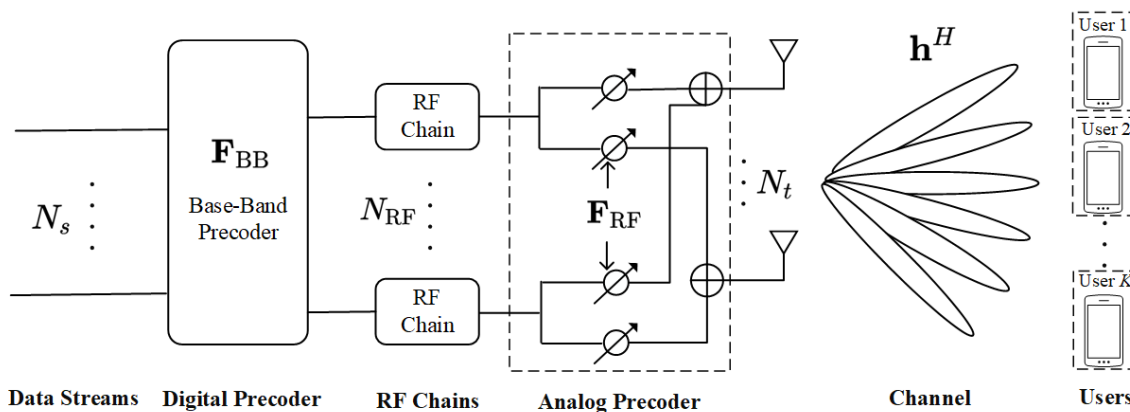 User 1
𝐡^H
RF
Chain
User 2
𝐅_BB
Base-Band
Precoder
N_s
N_RF
𝐅_RF
N_t
RF
Chain
User K
Data Streams
Digital Precoder
RF Chains
Analog Precoder
Channel
Users